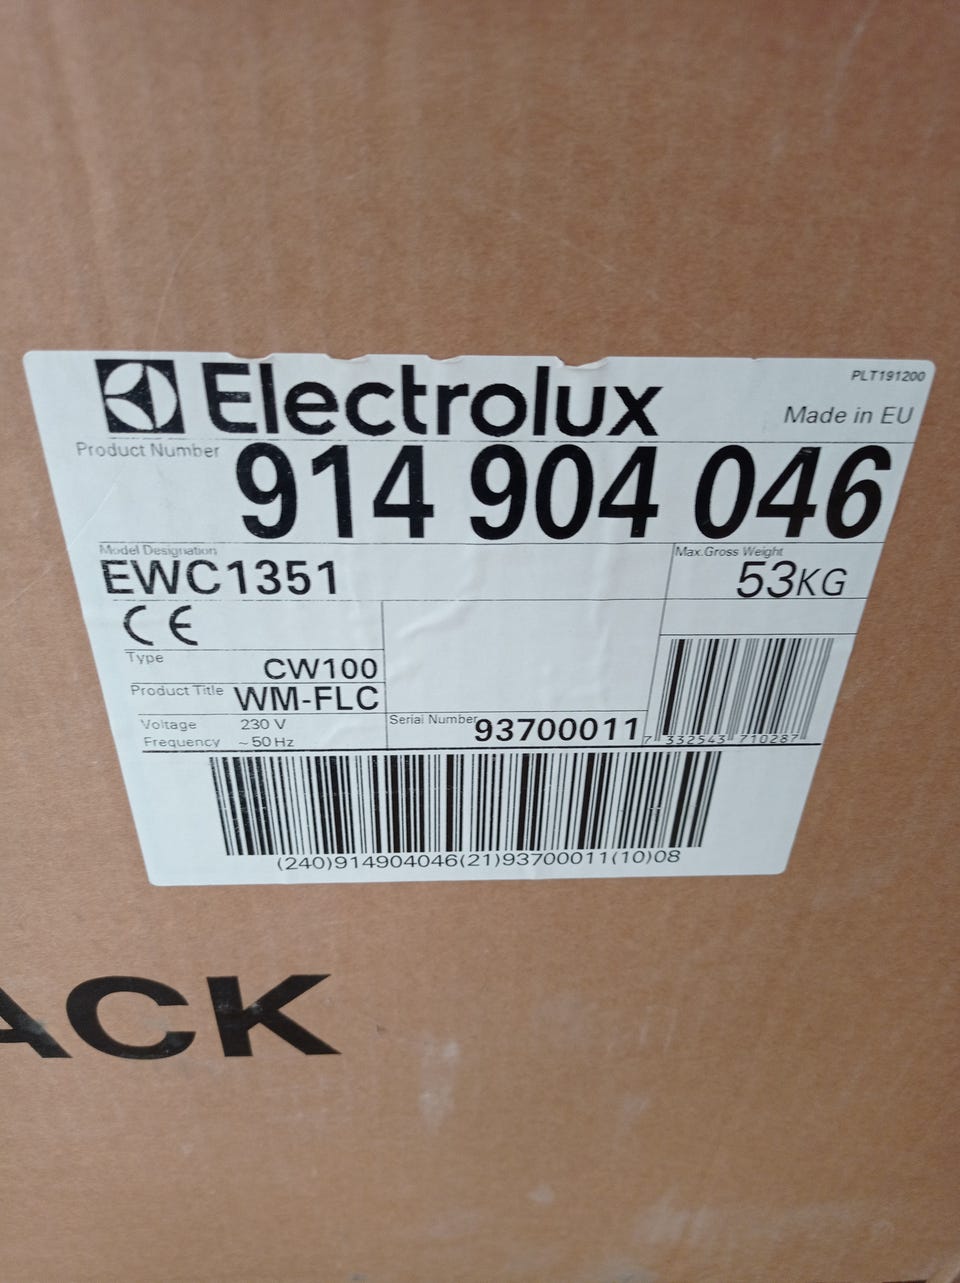 Electrolux
PLT191200
Made in EU
Product Number
914 904 046
Model Designation
EWC1351
Max.Gross Weight
53KG
CE
Type
CW100
Product Title WM-FLC
Voltage 230 V
Frequency ~ 50 Hz
Serial Number 93700011
7 332543 710287
(240)914904046(21)93700011(10)08
ACK